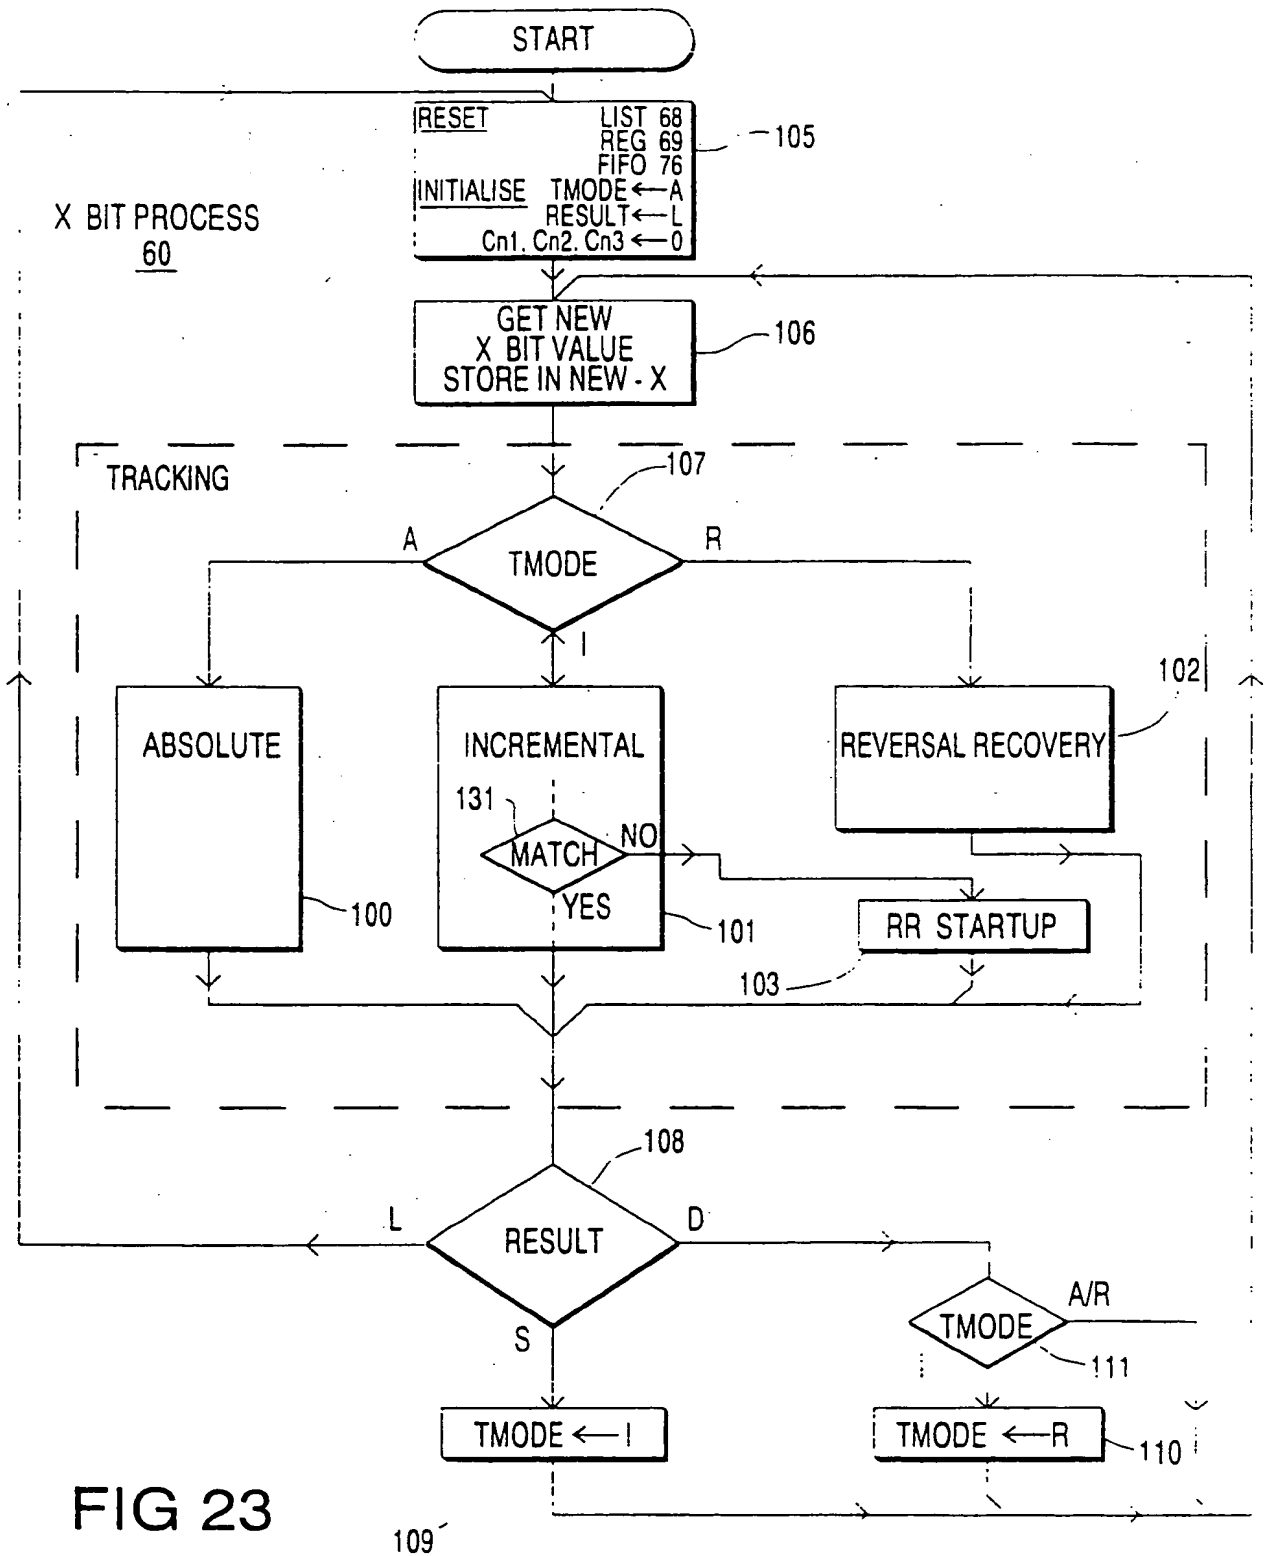 START
RESET LIST 68
REG 69
FIFO 76
INITIALISE TMODE ← A
RESULT ← L
Cn1, Cn2, Cn3 ← 0
105
X BIT PROCESS
60
GET NEW
X BIT VALUE
STORE IN NEW - X
106
TRACKING
107
A
TMODE
R
I
ABSOLUTE
100
INCREMENTAL
131
MATCH
NO
YES
101
REVERSAL RECOVERY
102
RR STARTUP
103
108
L
RESULT
D
S
TMODE
A/R
111
TMODE ← I
TMODE ← R
110
109
FIG 23